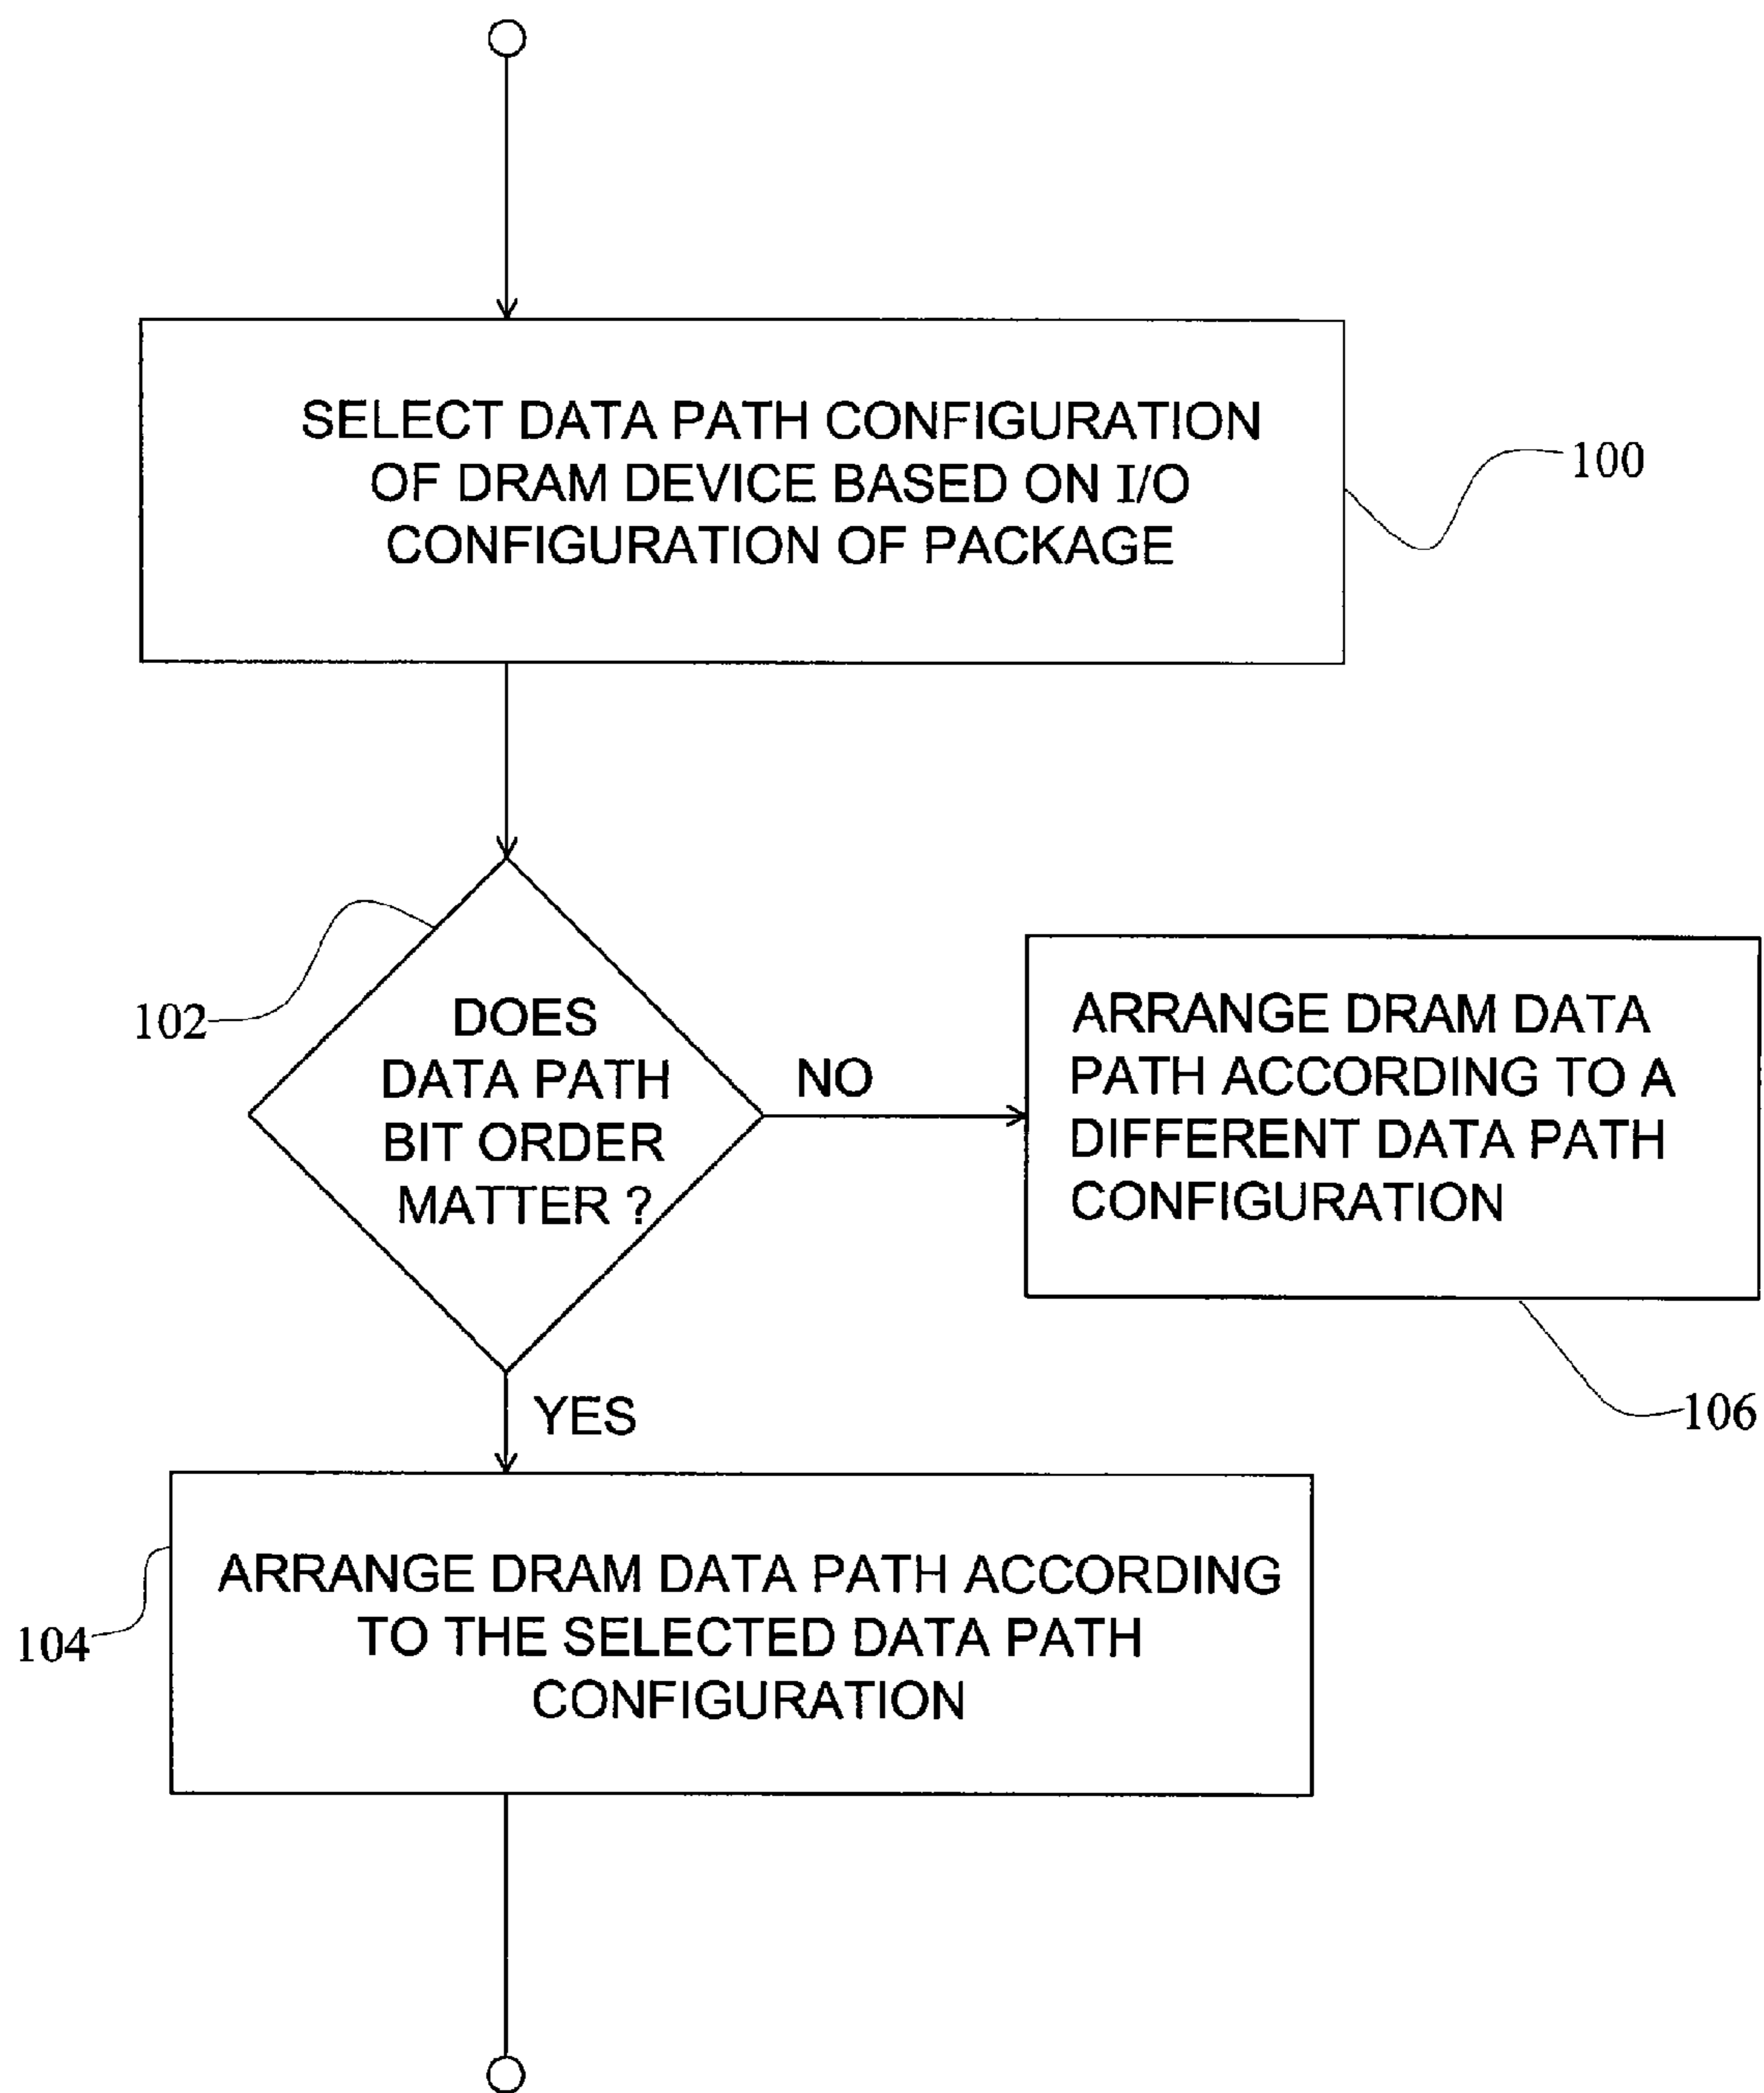 SELECT DATA PATH CONFIGURATION
OF DRAM DEVICE BASED ON I/O
CONFIGURATION OF PACKAGE
100
102
DOES
DATA PATH
BIT ORDER
MATTER ?
NO
ARRANGE DRAM DATA
PATH ACCORDING TO A
DIFFERENT DATA PATH
CONFIGURATION
106
YES
104
ARRANGE DRAM DATA PATH ACCORDING
TO THE SELECTED DATA PATH
CONFIGURATION